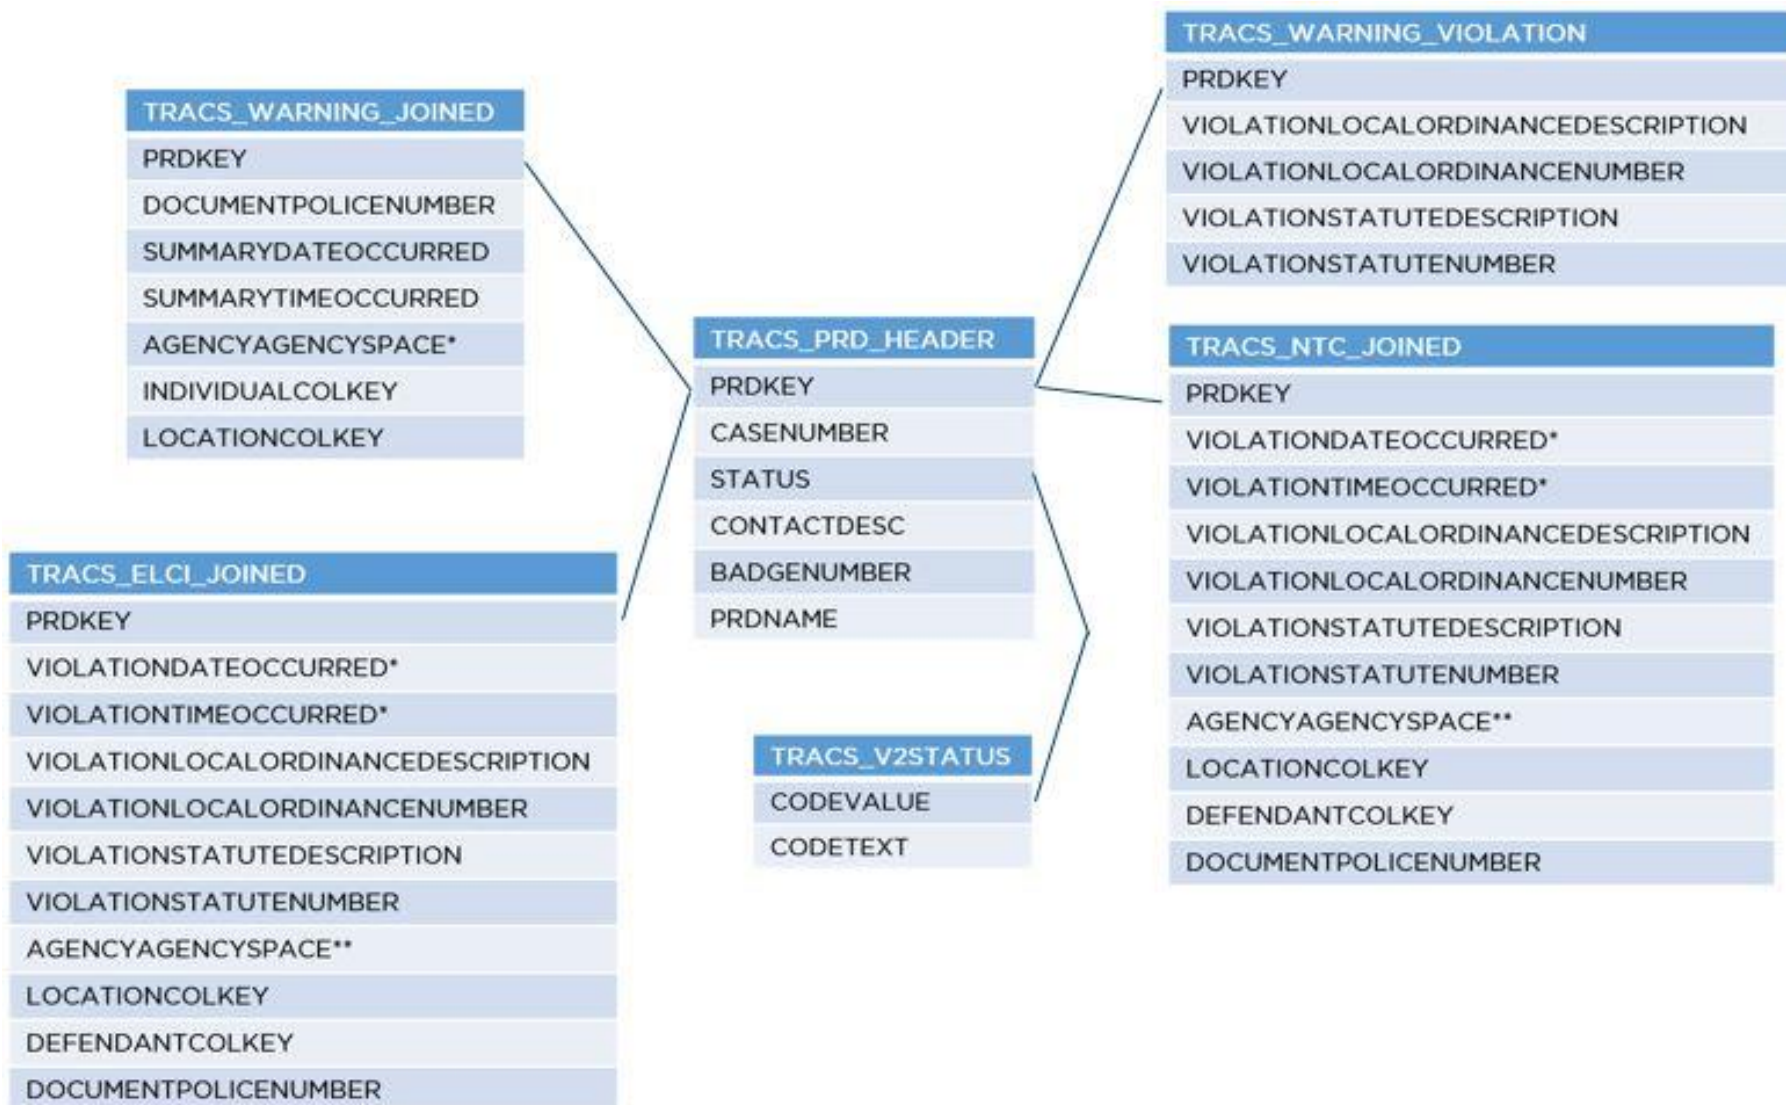 TRACS_WARNING_JOINED
PRDKEY
DOCUMENTPOLICENUMBER
SUMMARYDATEOCCURRED
SUMMARYTIMEOCCURRED
AGENCYAGENCYSPACE*
INDIVIDUALCOLKEY
LOCATIONCOLKEY
TRACS_ELCI_JOINED
PRDKEY
VIOLATIONDATEOCCURRED*
VIOLATIONTIMEOCCURRED*
VIOLATIONLOCALORDINANCEDESCRIPTION
VIOLATIONLOCALORDINANCENUMBER
VIOLATIONSTATUTEDESCRIPTION
VIOLATIONSTATUTENUMBER
AGENCYAGENCYSPACE**
LOCATIONCOLKEY
DEFENDANTCOLKEY
DOCUMENTPOLICENUMBER
TRACS_PRD_HEADER
PRDKEY
CASENUMBER
STATUS
CONTACTDESC
BADGENUMBER
PRDNAME
TRACS_V2STATUS
CODEVALUE
CODETEXT
TRACS_WARNING_VIOLATION
PRDKEY
VIOLATIONLOCALORDINANCEDESCRIPTION
VIOLATIONLOCALORDINANCENUMBER
VIOLATIONSTATUTEDESCRIPTION
VIOLATIONSTATUTENUMBER
TRACS_NTC_JOINED
PRDKEY
VIOLATIONDATEOCCURRED*
VIOLATIONTIMEOCCURRED*
VIOLATIONLOCALORDINANCEDESCRIPTION
VIOLATIONLOCALORDINANCENUMBER
VIOLATIONSTATUTEDESCRIPTION
VIOLATIONSTATUTENUMBER
AGENCYAGENCYSPACE**
LOCATIONCOLKEY
DEFENDANTCOLKEY
DOCUMENTPOLICENUMBER